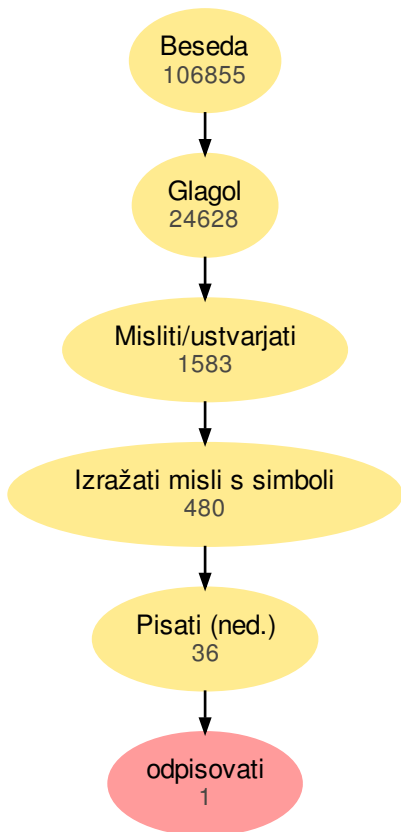 Beseda
106855
Glagol
24628
Misliti/ustvarjati
1583
Izražati misli s simboli
480
Pisati (ned.)
36
odpisovati
1